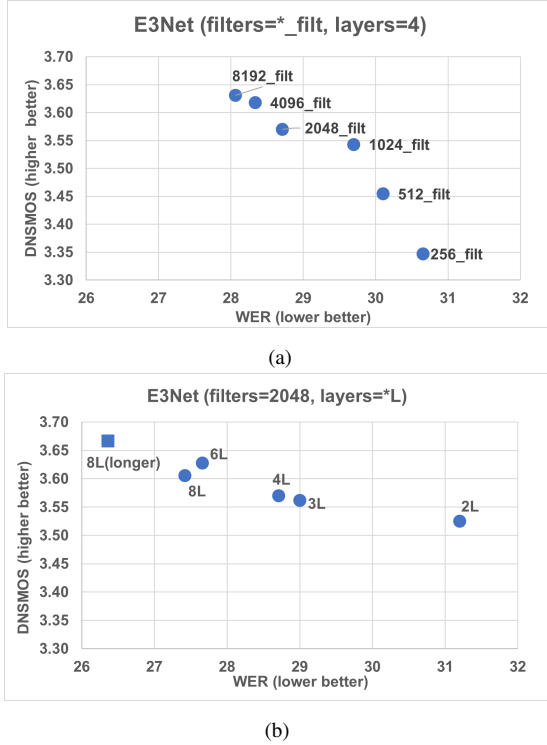 E3Net (filters=*_filt, layers=4)
DNSMOS (higher better)
3.70
3.65
3.60
3.55
3.50
3.45
3.40
3.35
3.30
8192_filt
4096_filt
2048_filt
1024_filt
512_filt
256_filt
26 27 28 29 30 31 32
WER (lower better)
(a)
E3Net (filters=2048, layers=*L)
DNSMOS (higher better)
3.70
3.65
3.60
3.55
3.50
3.45
3.40
3.35
3.30
8L(longer)
6L
8L
4L
3L
2L
26 27 28 29 30 31 32
WER (lower better)
(b)